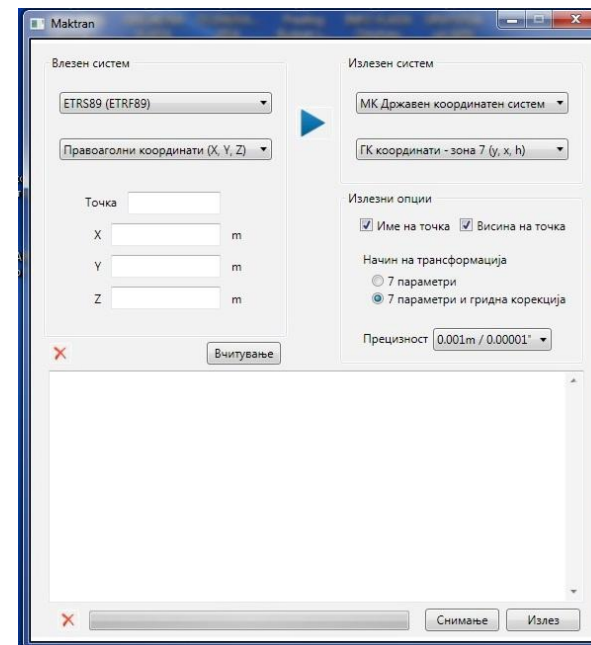 Maktran
Влезен систем
ETRS89 (ETRF89)
Правоаголни координати (X, Y, Z)
Точка
X m
Y m
Z m
Вчитување
Излезен систем
МК Државен координатен систем
ГК координати - зона 7 (y, x, h)
Излезни опции
Име на точка Висина на точка
Начин на трансформација
7 параметри
7 параметри и гридна корекција
Прецизност 0.001m / 0.00001"
Снимање Излез